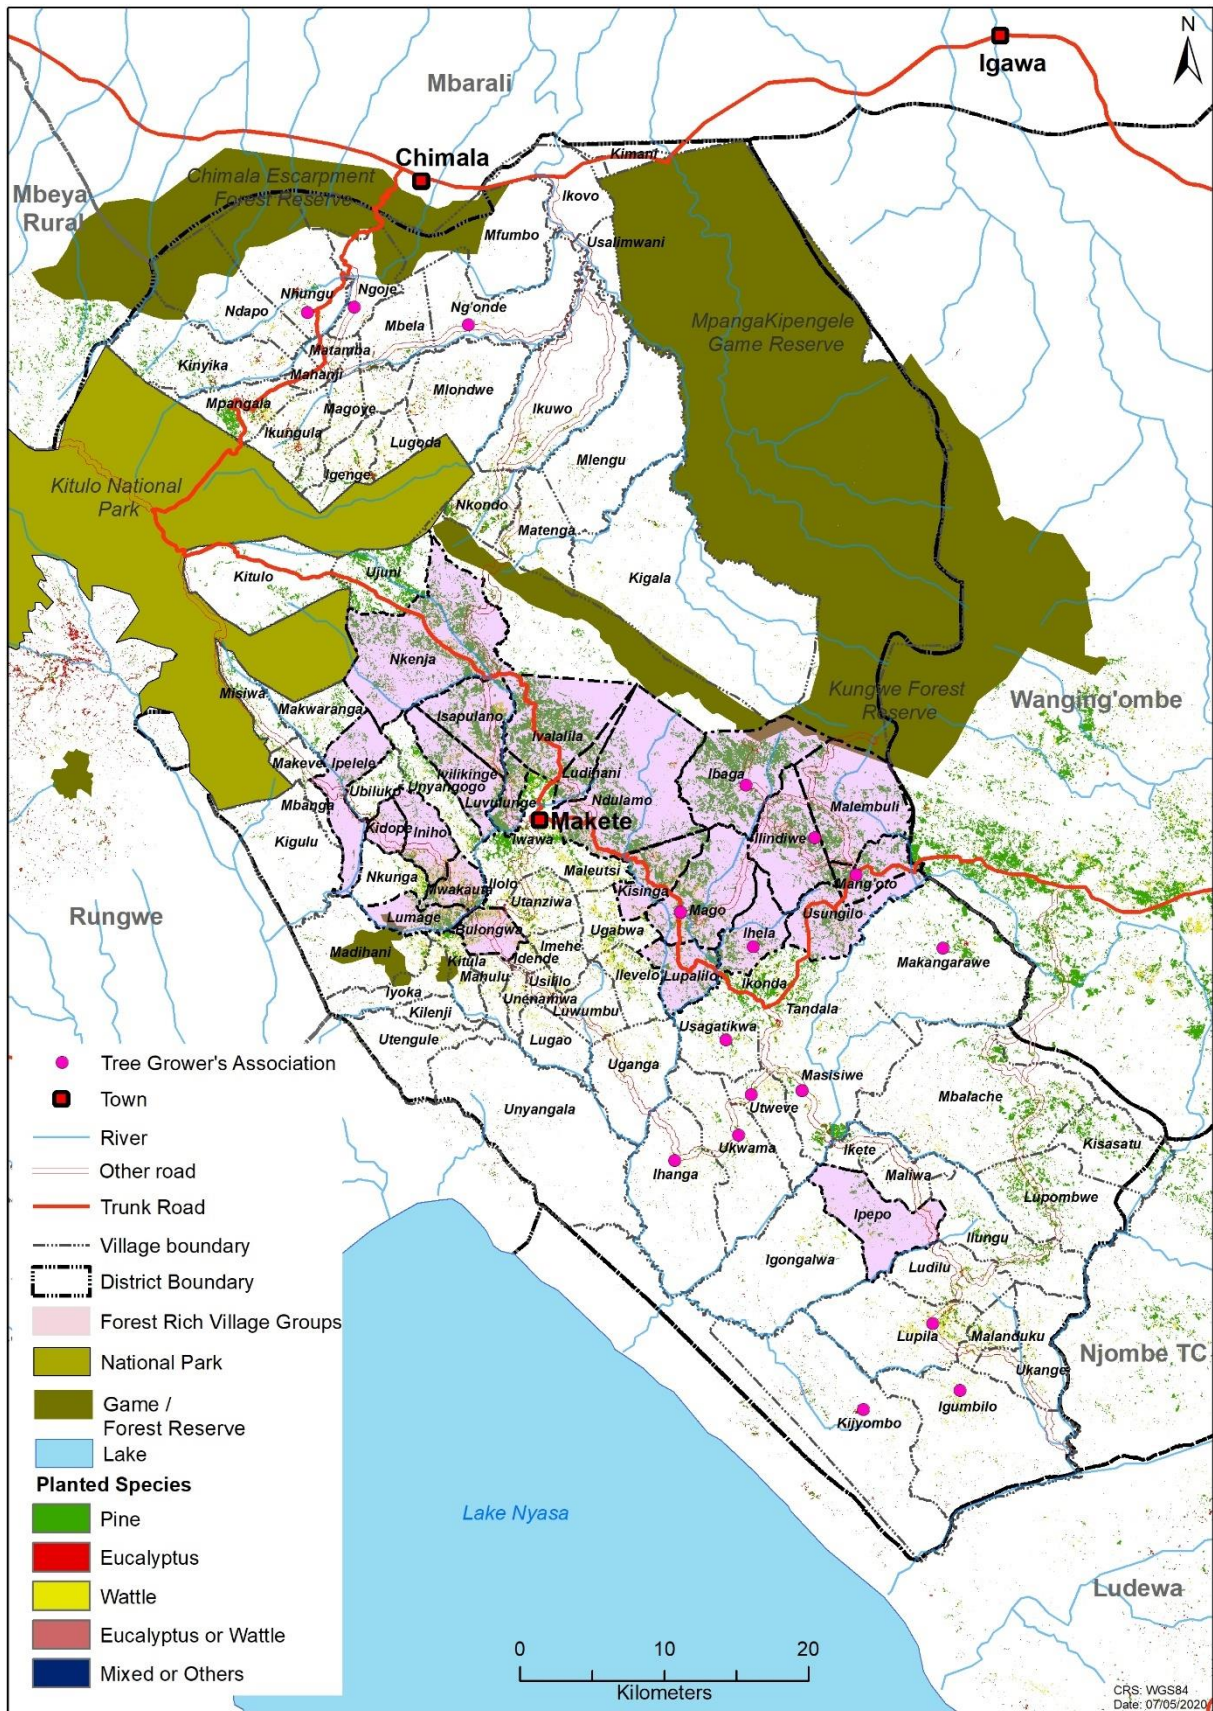 N
Igawa
Mbarali
Kimani
Chimala
Chimala Escarpment
Forest Reserve
Mbeya
Rural
Ikovo
Mfumbo
Usalimwani
Ngoje
Nhungu
Ndapo
Ng'onde
Mbela
MpangaKipengele
Game Reserve
Matamba
Kinyika
Mahanji
Mlondwe
Mpangala
Magoye
Ikuwo
Ikungula
Lugoda
Mlengu
Igenge
Kitulo National
Park
Nkondo
Matenga
Ujuni
Kitulo
Kigala
Nkenja
Kungwe Forest
Reserve
Wanging'ombe
Misiwa
Makwaranga
Isapulano
Ivalalila
Makeve
Ipelele
Ivilikinge
Ludihani
Ibaga
Ubiluko
Unyangogo
Mbanga
Luvulunge
Ndulamo
Malembuli
Makete
Kidope
Iniho
Iwawa
Ilindiwe
Kigulu
Maleutsi
Nkunga
Ilolo
Mwakauta
Kisinga
Mang'oto
Utanziwa
Rungwe
Lumage
Mago
Usungilo
Bulongwa
Ugabwa
Ihela
Madihani
Imehe
Makangarawe
Kitula
Idende
Mahulu
Usililo
Ilevelo
Lupalilo
Ikonda
Iyoka
Unenamwa
Luwumbu
Tandala
Kilenji
Usagatikwa
Utengule
Lugao
Uganga
Masisiwe
Mbalache
Unyangala
Utweve
Ukwama
Ikete
Kisasatu
Ihanga
Maliwa
Lupombwe
Ipepo
Ilungu
Igongalwa
Ludilu
Lupila
Malanduku
Njombe TC
Ukange
Igumbilo
Kijyombo
Lake Nyasa
Ludewa
Tree Grower's Association
Town
River
Other road
Trunk Road
Village boundary
District Boundary
Forest Rich Village Groups
National Park
Game /
Forest Reserve
Lake
Planted Species
Pine
Eucalyptus
Wattle
Eucalyptus or Wattle
Mixed or Others
0 10 20
Kilometers
CRS: WGS84
Date: 07/05/2020